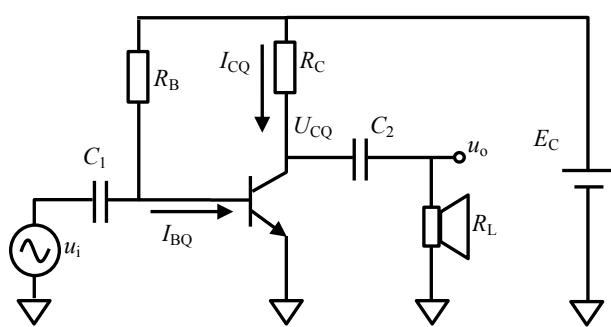 I_CQ
R_C
R_B
U_CQ
C_2
u_o
E_C
C_1
I_BQ
u_i
R_L